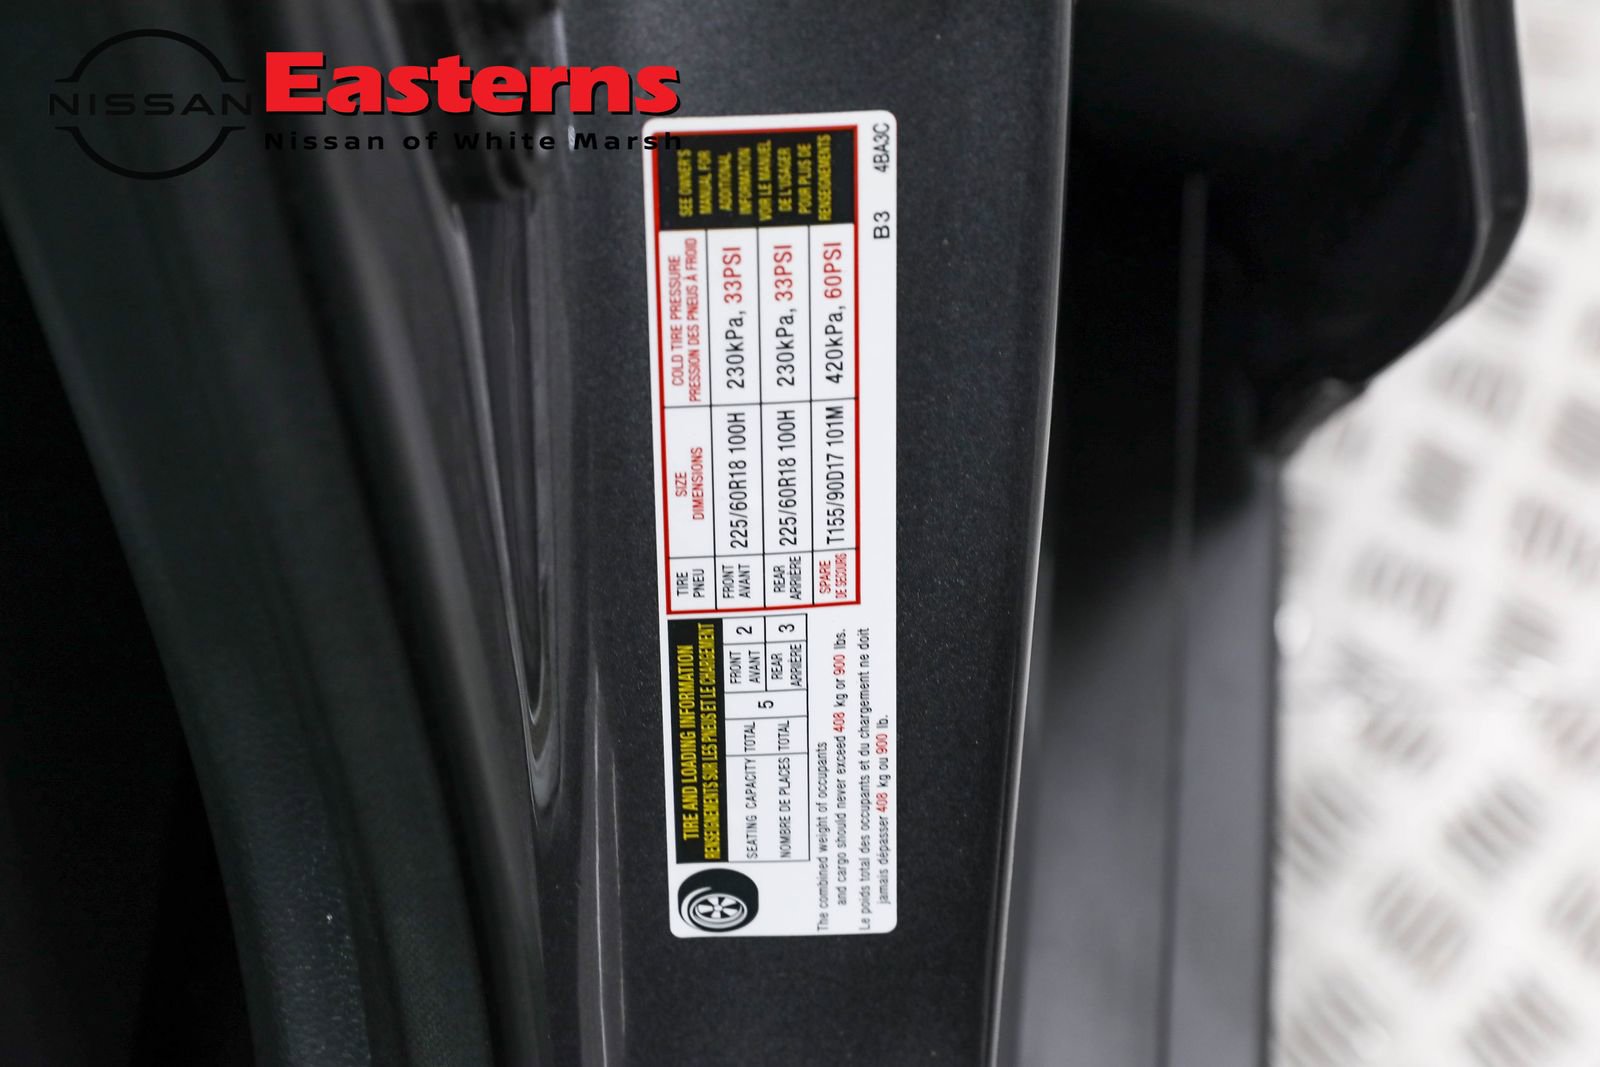 NISSAN
Easterns
Nissan of White Marsh
TIRE AND LOADING INFORMATION
RENSEIGNEMENTS SUR LES PNEUS ET LE CHARGEMENT
SEATING CAPACITY
NOMBRE DE PLACES
TOTAL
TOTAL
5
FRONT
AVANT
2
REAR
ARRIÈRE
3
The combined weight of occupants
and cargo should never exceed 408 kg or 900 lbs.
Le poids total des occupants et du chargement ne doit
jamais dépasser 408 kg ou 900 lb.
TIRE
PNEU
SIZE
DIMENSIONS
COLD TIRE PRESSURE
PRESSION DES PNEUS À FROID
FRONT
AVANT
225/60R18 100H
230kPa, 33PSI
REAR
ARRIÈRE
225/60R18 100H
230kPa, 33PSI
SPARE
DE SECOURS
T155/90D17 101M
420kPa, 60PSI
SEE OWNER'S
MANUAL FOR
ADDITIONAL
INFORMATION
VOIR LE MANUEL
DE L'USAGER
POUR PLUS DE
RENSEIGNEMENTS
B3 4BA3C